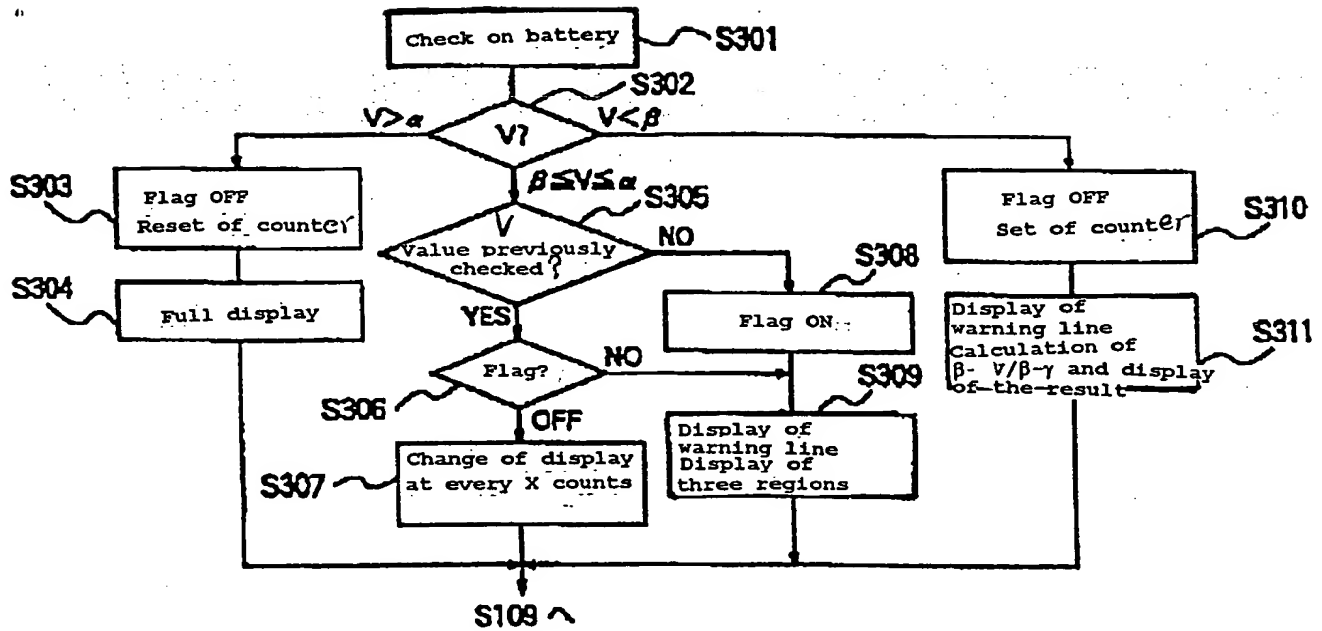 Check on battery
S301
S302
V>α
V?
V<β
β≦V≦α
S303
Flag OFF
Reset of counter
S304
Full display
S305
V
Value previously
checked?
NO
YES
S306
Flag?
NO
OFF
S307
Change of display
at every X counts
S308
Flag ON
S309
Display of
warning line
Display of
three regions
S310
Flag OFF
Set of counter
S311
Display of
warning line
Calculation of
β- V/β-γ and display
of the result
S109 へ